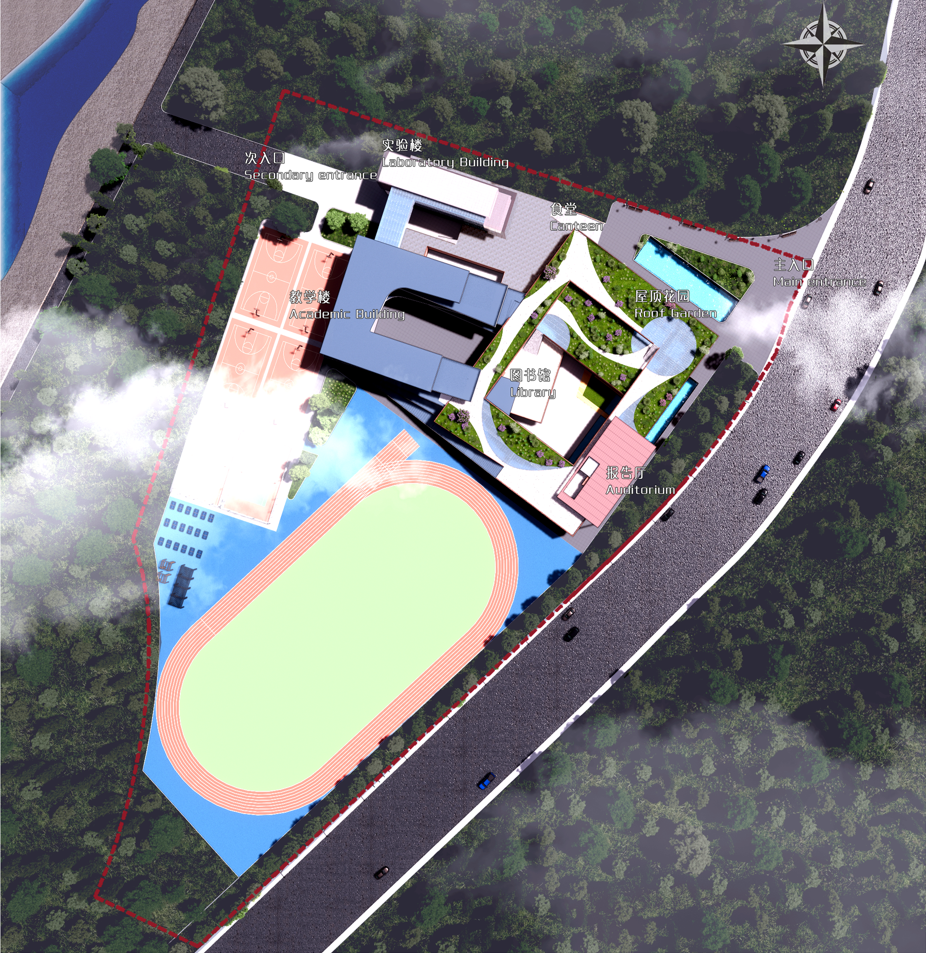 实验楼
Laboratory Building
次入口
Secondary entrance
食堂
Canteen
主入口
Main entrance
教学楼
Academic Building
屋顶花园
Roof Garden
图书馆
Library
报告厅
Auditorium